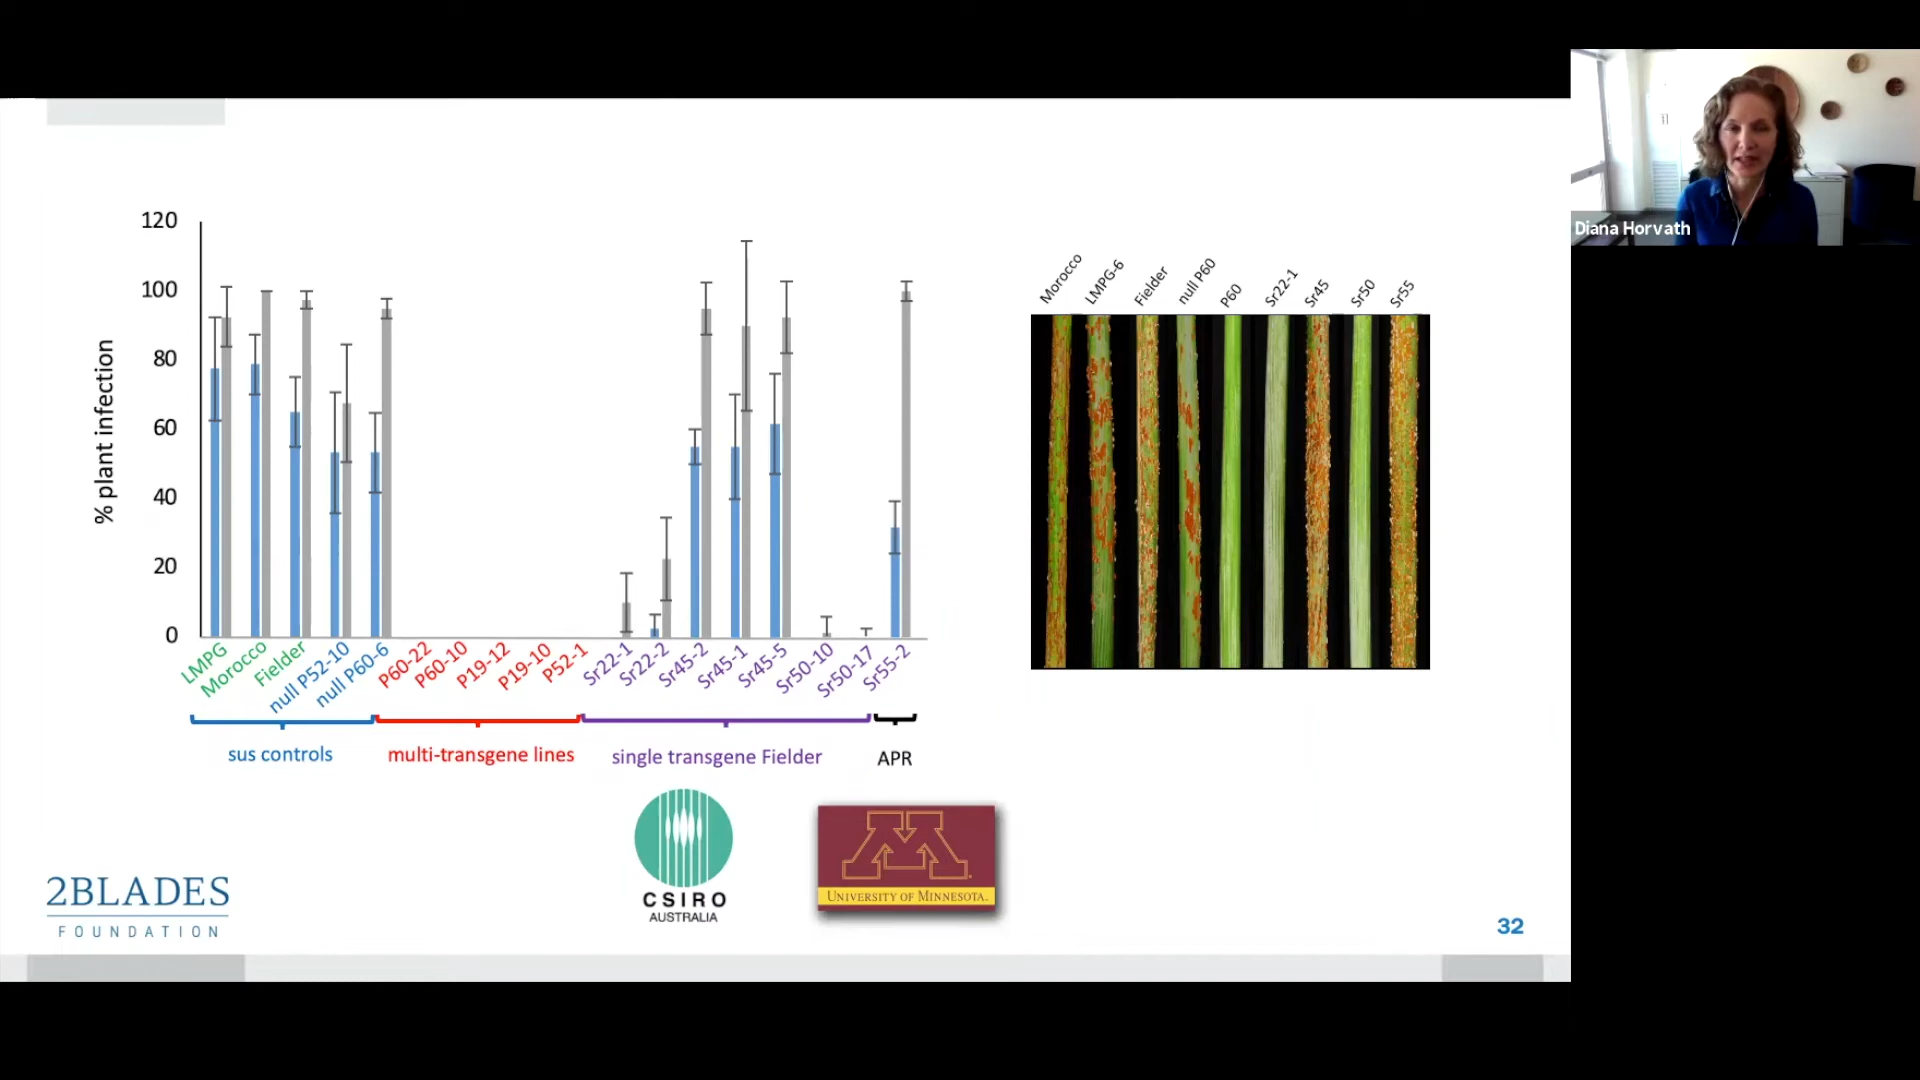 Diana Horvath
120
100
80
60
40
20
0
% plant infection
LMPG
Morocco
Fielder
null P52-10
null P60-6
P60-22
P60-10
P19-12
P19-10
P52-1
Sr22-1
Sr22-2
Sr45-2
Sr45-1
Sr45-5
Sr50-10
Sr50-17
Sr55-2
sus controls
multi-transgene lines
single transgene Fielder
APR
Morocco
LMPG-6
Fielder
null P60
P60
Sr22-1
Sr45
Sr50
Sr55
2BLADES
FOUNDATION
CSIRO
AUSTRALIA
M
UNIVERSITY OF MINNESOTA.
32